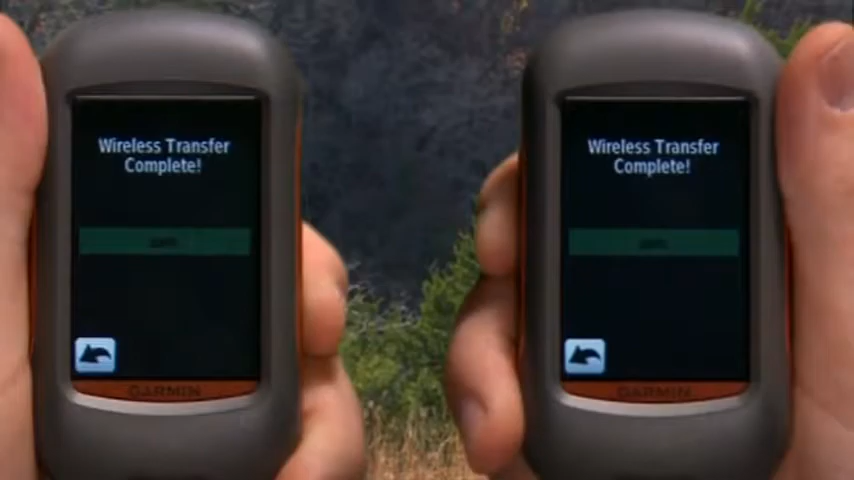 Wireless Transfer
Complete!
GARMIN
Wireless Transfer
Complete!
GARMIN